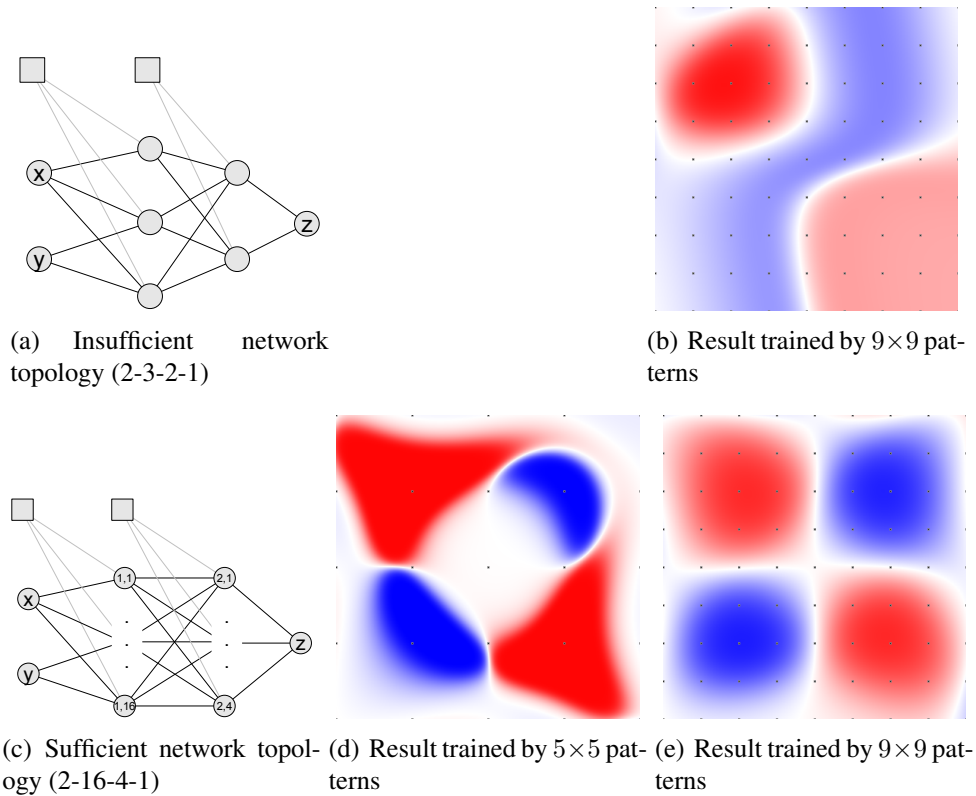 x
y
z
(a) Insufficient network
topology (2-3-2-1)
(b) Result trained by 9×9 pat-
terns
1,1
2,1
x
z
y
1,16
2,4
(c) Sufficient network topol-
ogy (2-16-4-1)
(d) Result trained by 5×5 pat-
terns
(e) Result trained by 9×9 pat-
terns